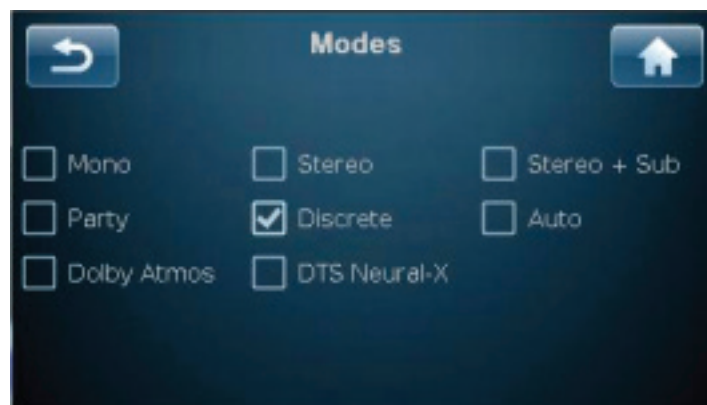 Modes
Mono Stereo Stereo + Sub
Party Discrete Auto
Dolby Atmos DTS Neural-X